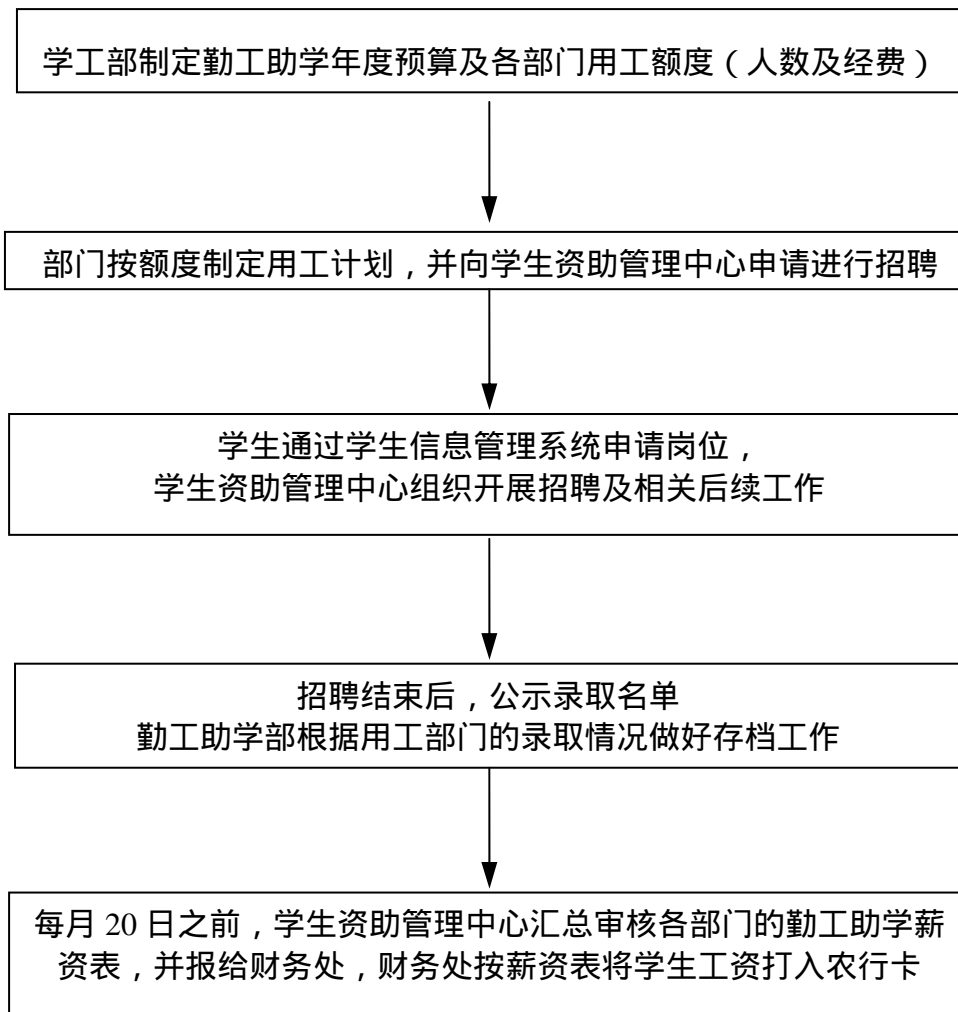 学工部制定勤工助学年度预算及各部门用工额度（人数及经费）
部门按额度制定用工计划，并向学生资助管理中心申请进行招聘
学生通过学生信息管理系统申请岗位，
学生资助管理中心组织开展招聘及相关后续工作
招聘结束后，公示录取名单
勤工助学部根据用工部门的录取情况做好存档工作
每月 20 日之前，学生资助管理中心汇总审核各部门的勤工助学薪
资表，并报给财务处，财务处按薪资表将学生工资打入农行卡